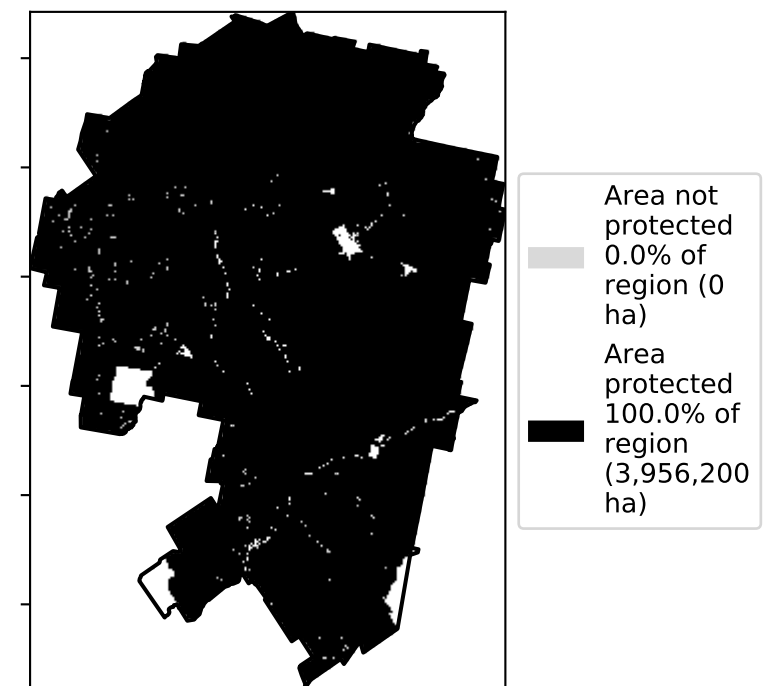 Area not
protected
0.0% of
region (0
ha)
Area
protected
100.0% of
region
(3,956,200
ha)